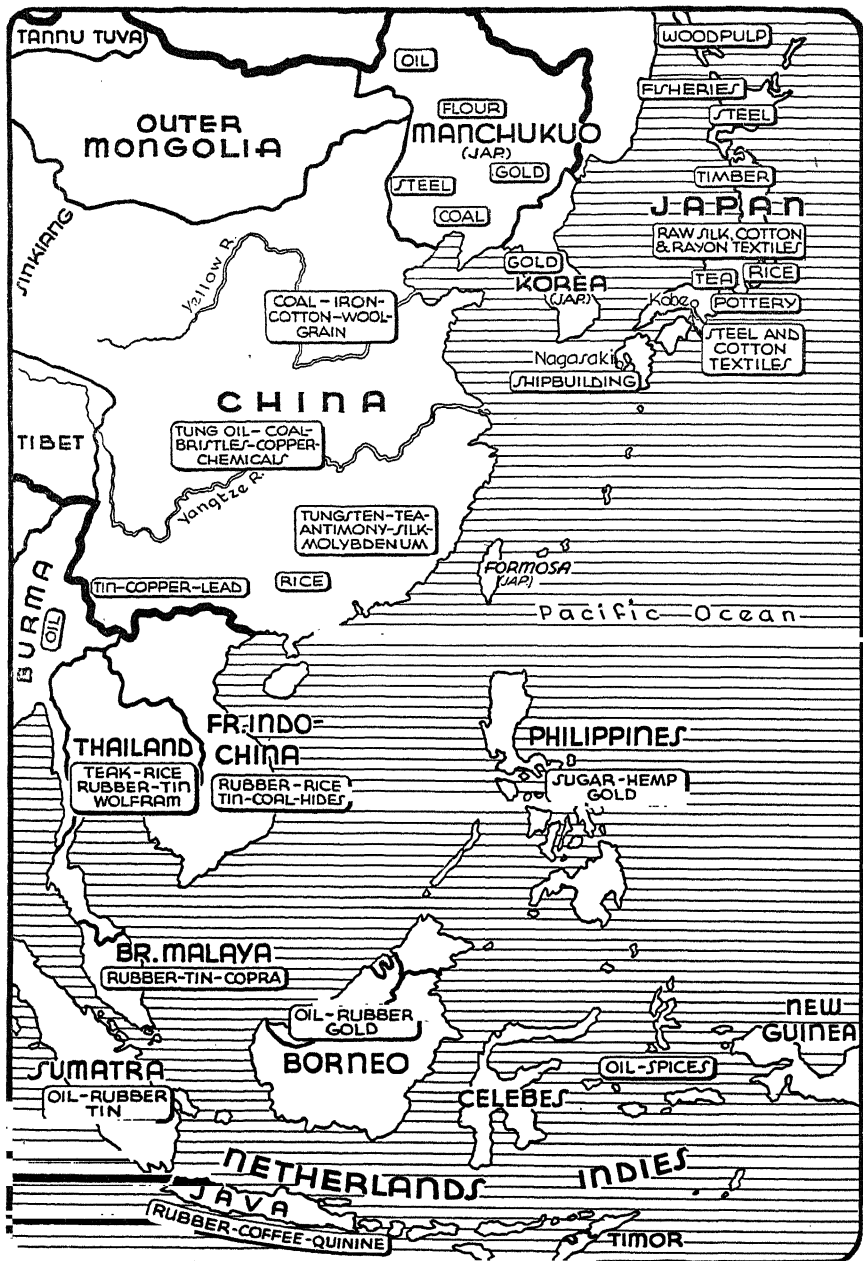 TANNU TUVA
OIL
WOODPULP
FISHERIES
STEEL
OUTER
MONGOLIA
FLOUR
MANCHUKUO
(JAP.)
GOLD
STEEL
COAL
TIMBER
JAPAN
RAW SILK, COTTON
& RAYON TEXTILES
SINKIANG
Yellow R.
GOLD
KOREA
(JAP.)
TEA
RICE
Kobe
POTTERY
COAL-IRON-
COTTON-WOOL-
GRAIN
STEEL AND
COTTON
TEXTILES
Nagasaki
SHIPBUILDING
CHINA
TIBET
TUNG OIL-COAL-
BRISTLES-COPPER-
CHEMICALS
Yangtze R.
TUNGSTEN-TEA-
ANTIMONY-SILK-
MOLYBDENUM
FORMOSA
(JAP.)
TIN-COPPER-LEAD
RICE
Pacific Ocean
BURMA
OIL
FR. INDO-
CHINA
RUBBER-RICE
TIN-COAL-HIDES
THAILAND
TEAK-RICE
RUBBER-TIN
WOLFRAM
PHILIPPINES
SUGAR-HEMP
GOLD
BR. MALAYA
RUBBER-TIN-COPRA
OIL-RUBBER
GOLD
BORNEO
NEW
GUINEA
SUMATRA
OIL-RUBBER
TIN
CELEBES
OIL-SPICES
NETHERLANDS INDIES
JAVA
RUBBER-COFFEE-QUININE
TIMOR